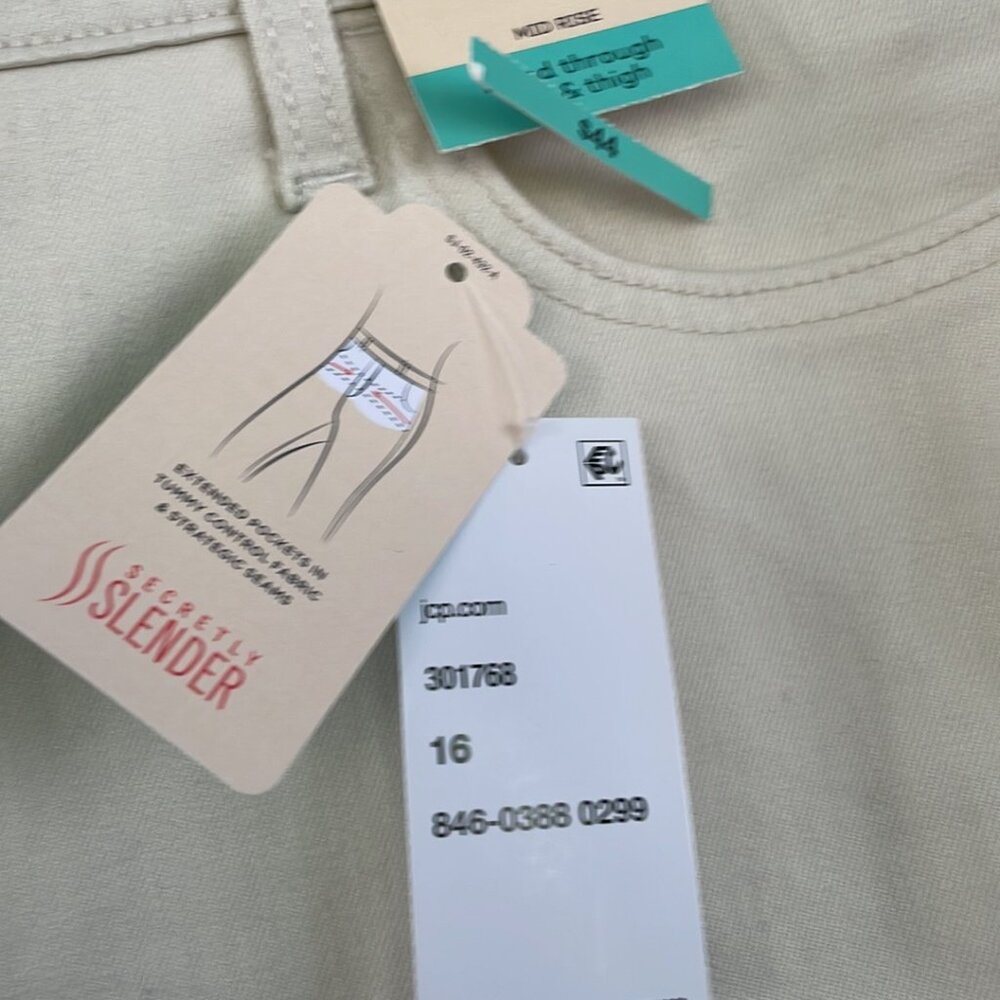 MID RISE
d through
& thigh
EXTENDED POCKETS IN
TUMMY CONTROL FABRIC
& STRATEGIC SEAMS
SECRETLY
SLENDER
jcp.com
301768
16
846-0388 0299